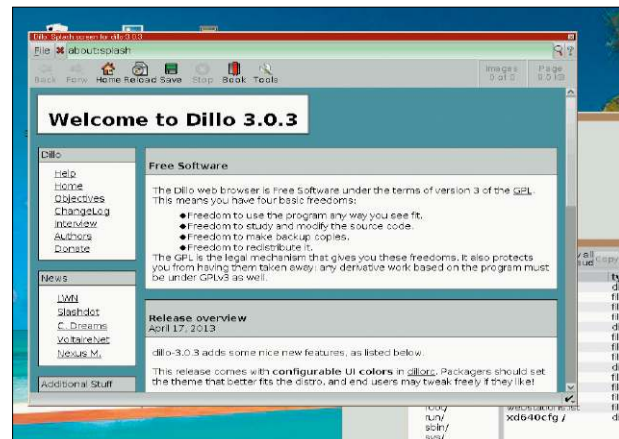 Dillo: Splash screen for dillo-3.0.3
File about:splash
Back Forw Home Reload Save Stop Book Tools
Images
0 of 0
Page
Welcome to Dillo 3.0.3
Dillo
Help
Home
Objectives
ChangeLog
Interview
Authors
Donate
News
LWN
Slashdot
C. Dreams
VoltaireNet
Nexus M.
Additional Stuff
Free Software
The Dillo web browser is Free Software under the terms of version 3 of the GPL.
This means you have four basic freedoms:
●Freedom to use the program any way you see fit.
●Freedom to study and modify the source code.
●Freedom to make backup copies.
●Freedom to redistribute it.
The GPL is the legal mechanism that gives you these freedoms. It also protects
you from having them taken away: any derivative work based on the program must
be under GPLv3 as well.
Release overview
April 17, 2013
dillo-3.0.3 adds some nice new features, as listed below.
This release comes with configurable UI colors in dillorc. Packagers should set
the theme that better fits the distro, and end users may tweak freely if they like!
root/
run/
sbin/
sys/
xd640cfg /